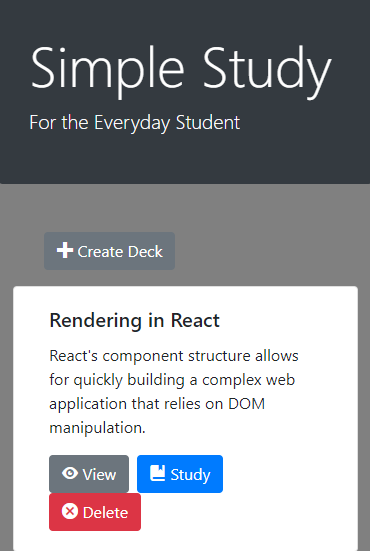 Simple Study
For the Everyday Student
Create Deck
Rendering in React
React's component structure allows
for quickly building a complex web
application that relies on DOM
manipulation.
View Study
Delete